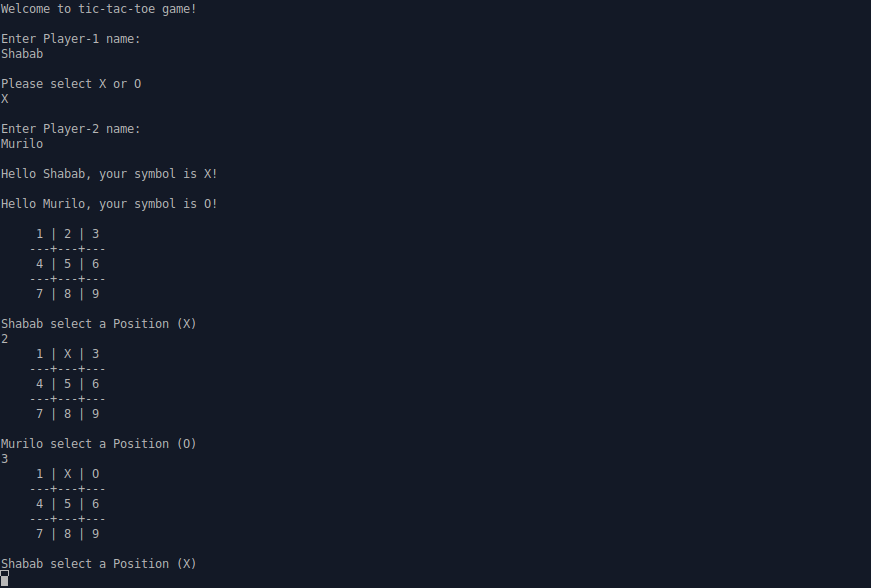 Welcome to tic-tac-toe game!
Enter Player-1 name:
Shabab
Please select X or O
X
Enter Player-2 name:
Murilo
Hello Shabab, your symbol is X!
Hello Murilo, your symbol is O!
1 | 2 | 3
---+---+---
4 | 5 | 6
---+---+---
7 | 8 | 9
Shabab select a Position (X)
2
1 | X | 3
---+---+---
4 | 5 | 6
---+---+---
7 | 8 | 9
Murilo select a Position (O)
3
1 | X | O
---+---+---
4 | 5 | 6
---+---+---
7 | 8 | 9
Shabab select a Position (X)